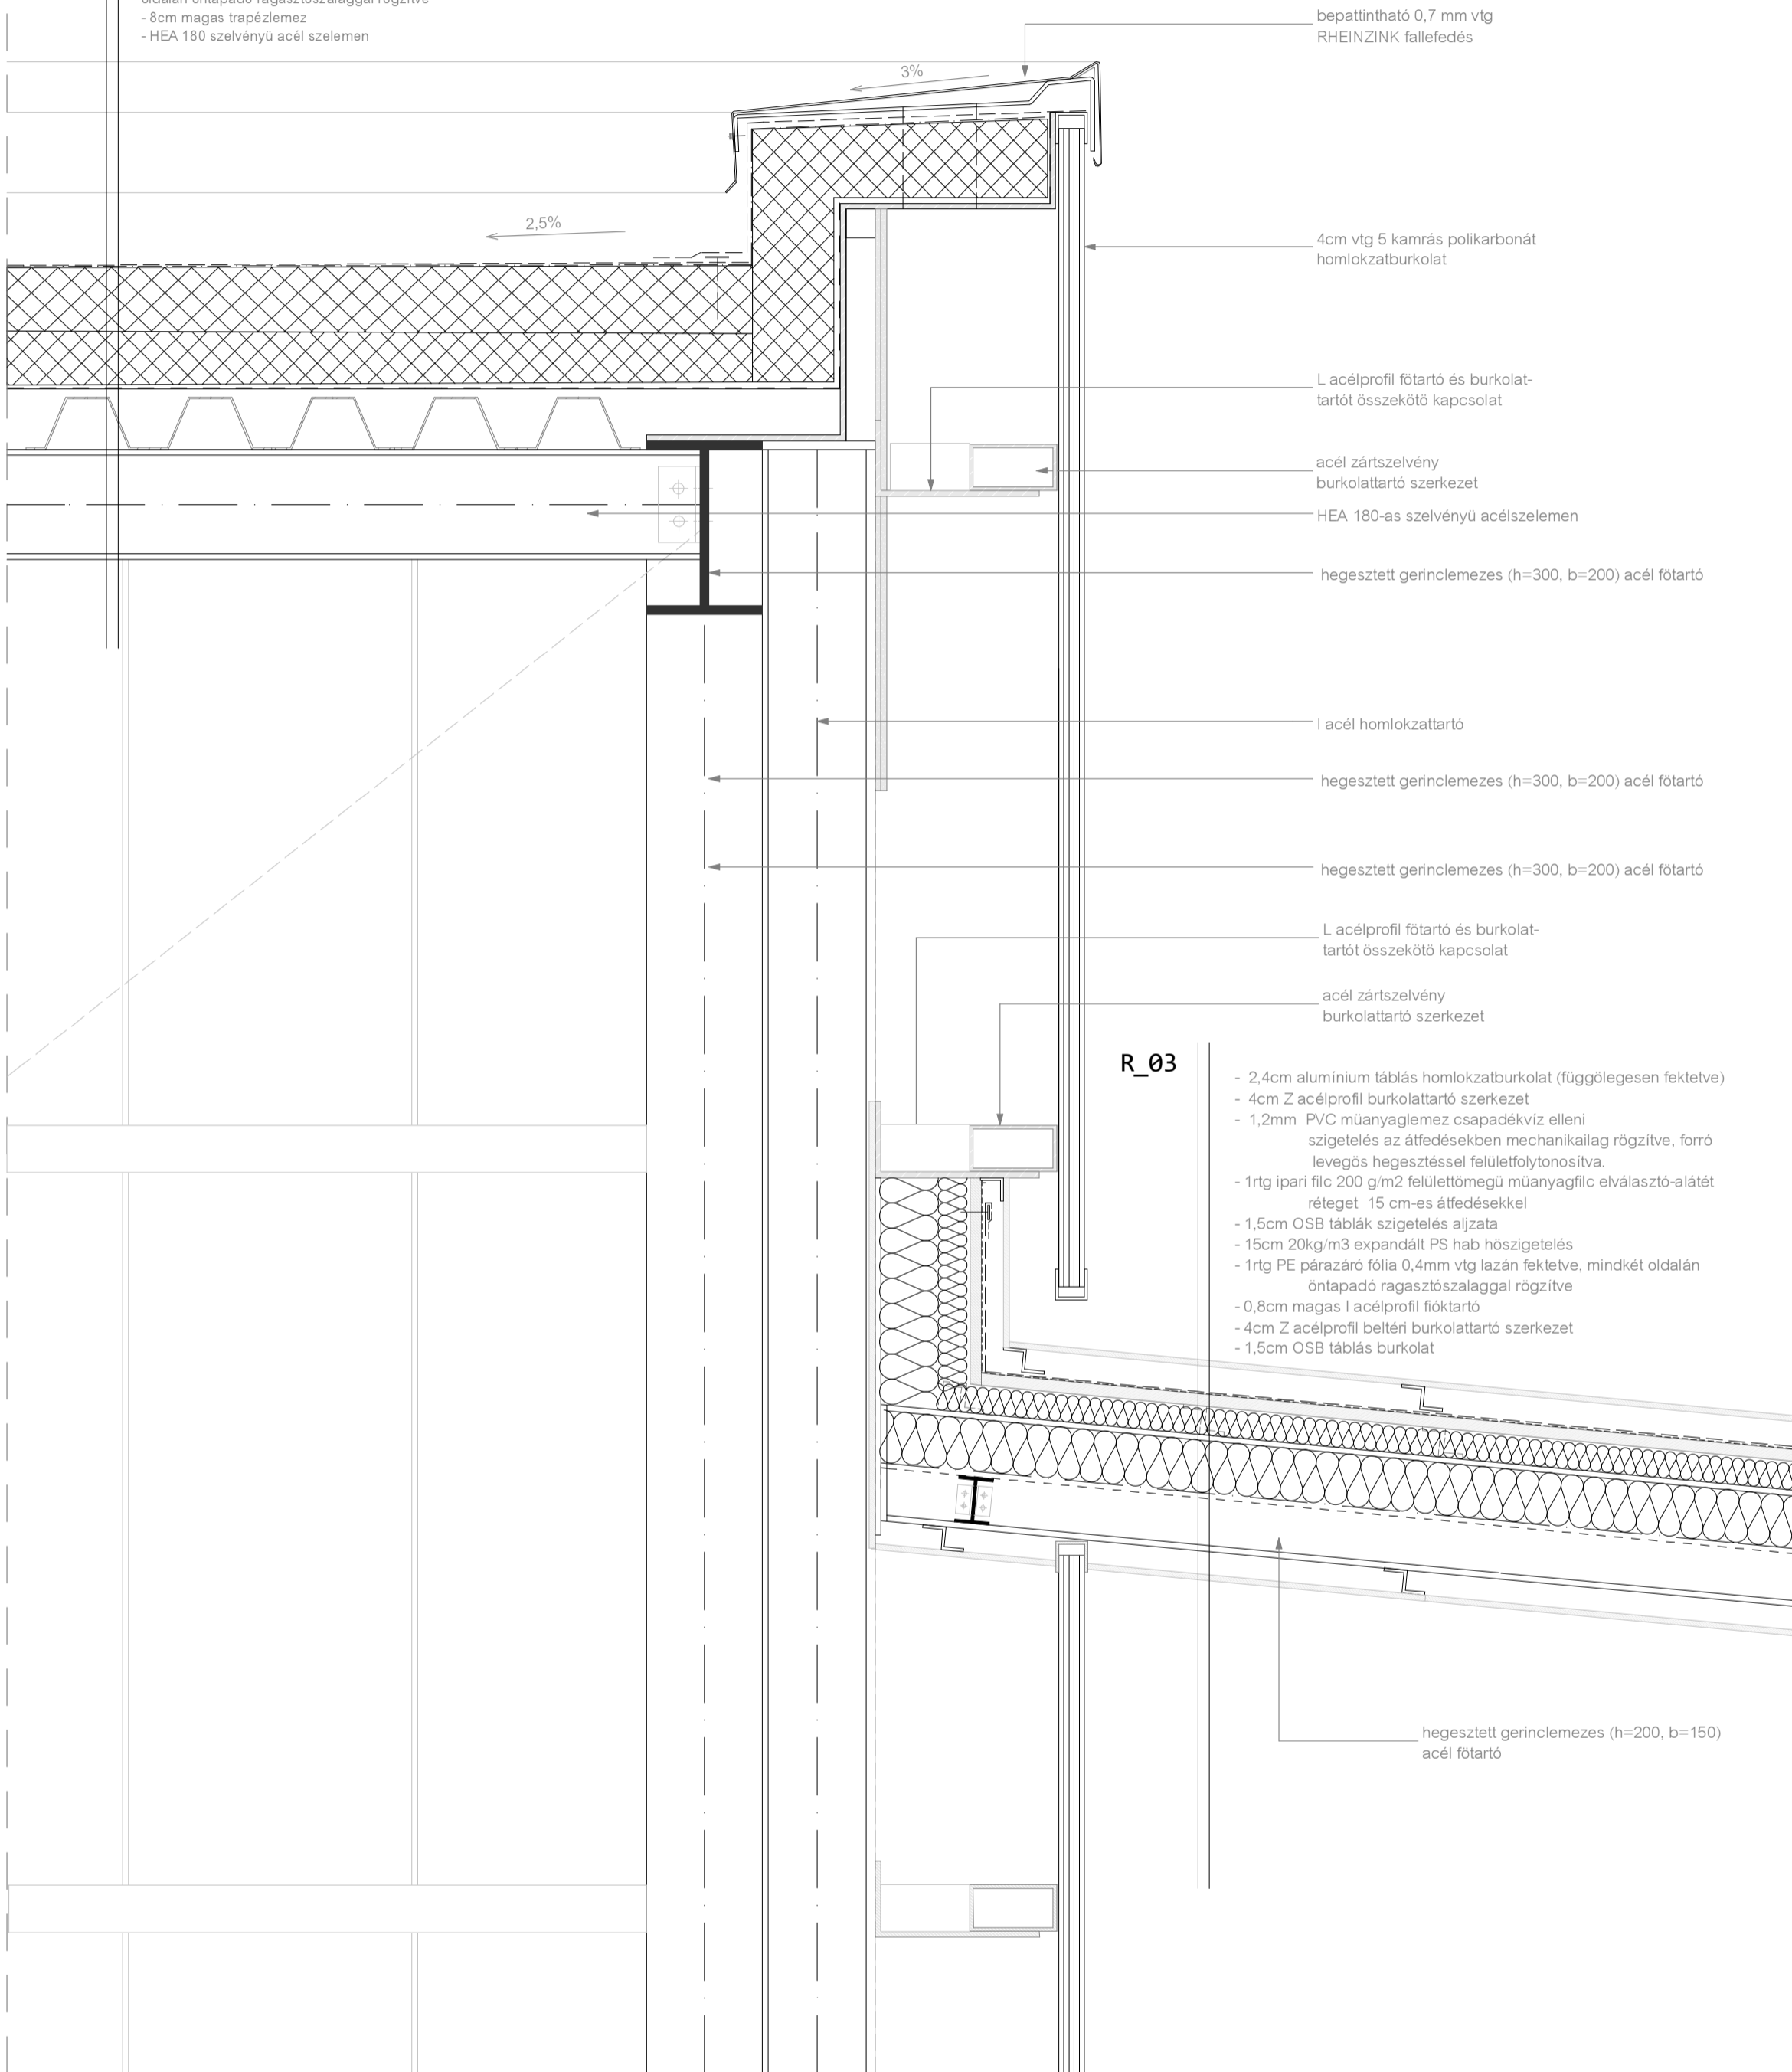 oldalán öntapadó ragasztószalaggal rögzítve
- 8cm magas trapézlemez
- HEA 180 szelvényü acél szelemen
bepattintható 0,7 mm vtg
RHEINZINK fallefedés
3%
2,5%
4cm vtg 5 kamrás polikarbonát
homlokzatburkolat
L acélprofil fötartó és burkolat-
tartót összekötö kapcsolat
acél zártszelvény
burkolattartó szerkezet
HEA 180-as szelvényü acélszelemen
hegesztett gerinclemezes (h=300, b=200) acél fötartó
I acél homlokzattartó
hegesztett gerinclemezes (h=300, b=200) acél fötartó
hegesztett gerinclemezes (h=300, b=200) acél fötartó
L acélprofil fötartó és burkolat-
tartót összekötö kapcsolat
acél zártszelvény
burkolattartó szerkezet
R_03
- 2,4cm alumínium táblás homlokzatburkolat (függölegesen fektetve)
- 4cm Z acélprofil burkolattartó szerkezet
- 1,2mm PVC müanyaglemez csapadékvíz elleni
szigetelés az átfedésekben mechanikailag rögzítve, forró
levegös hegesztéssel felületfolytonosítva.
- 1rtg ipari filc 200 g/m2 felülettömegü müanyagfilc elválasztó-alátét
réteget 15 cm-es átfedésekkel
- 1,5cm OSB táblák szigetelés aljzata
- 15cm 20kg/m3 expandált PS hab höszigetelés
- 1rtg PE párazáró fólia 0,4mm vtg lazán fektetve, mindkét oldalán
öntapadó ragasztószalaggal rögzítve
- 0,8cm magas I acélprofil fióktartó
- 4cm Z acélprofil beltéri burkolattartó szerkezet
- 1,5cm OSB táblás burkolat
hegesztett gerinclemezes (h=200, b=150)
acél fötartó